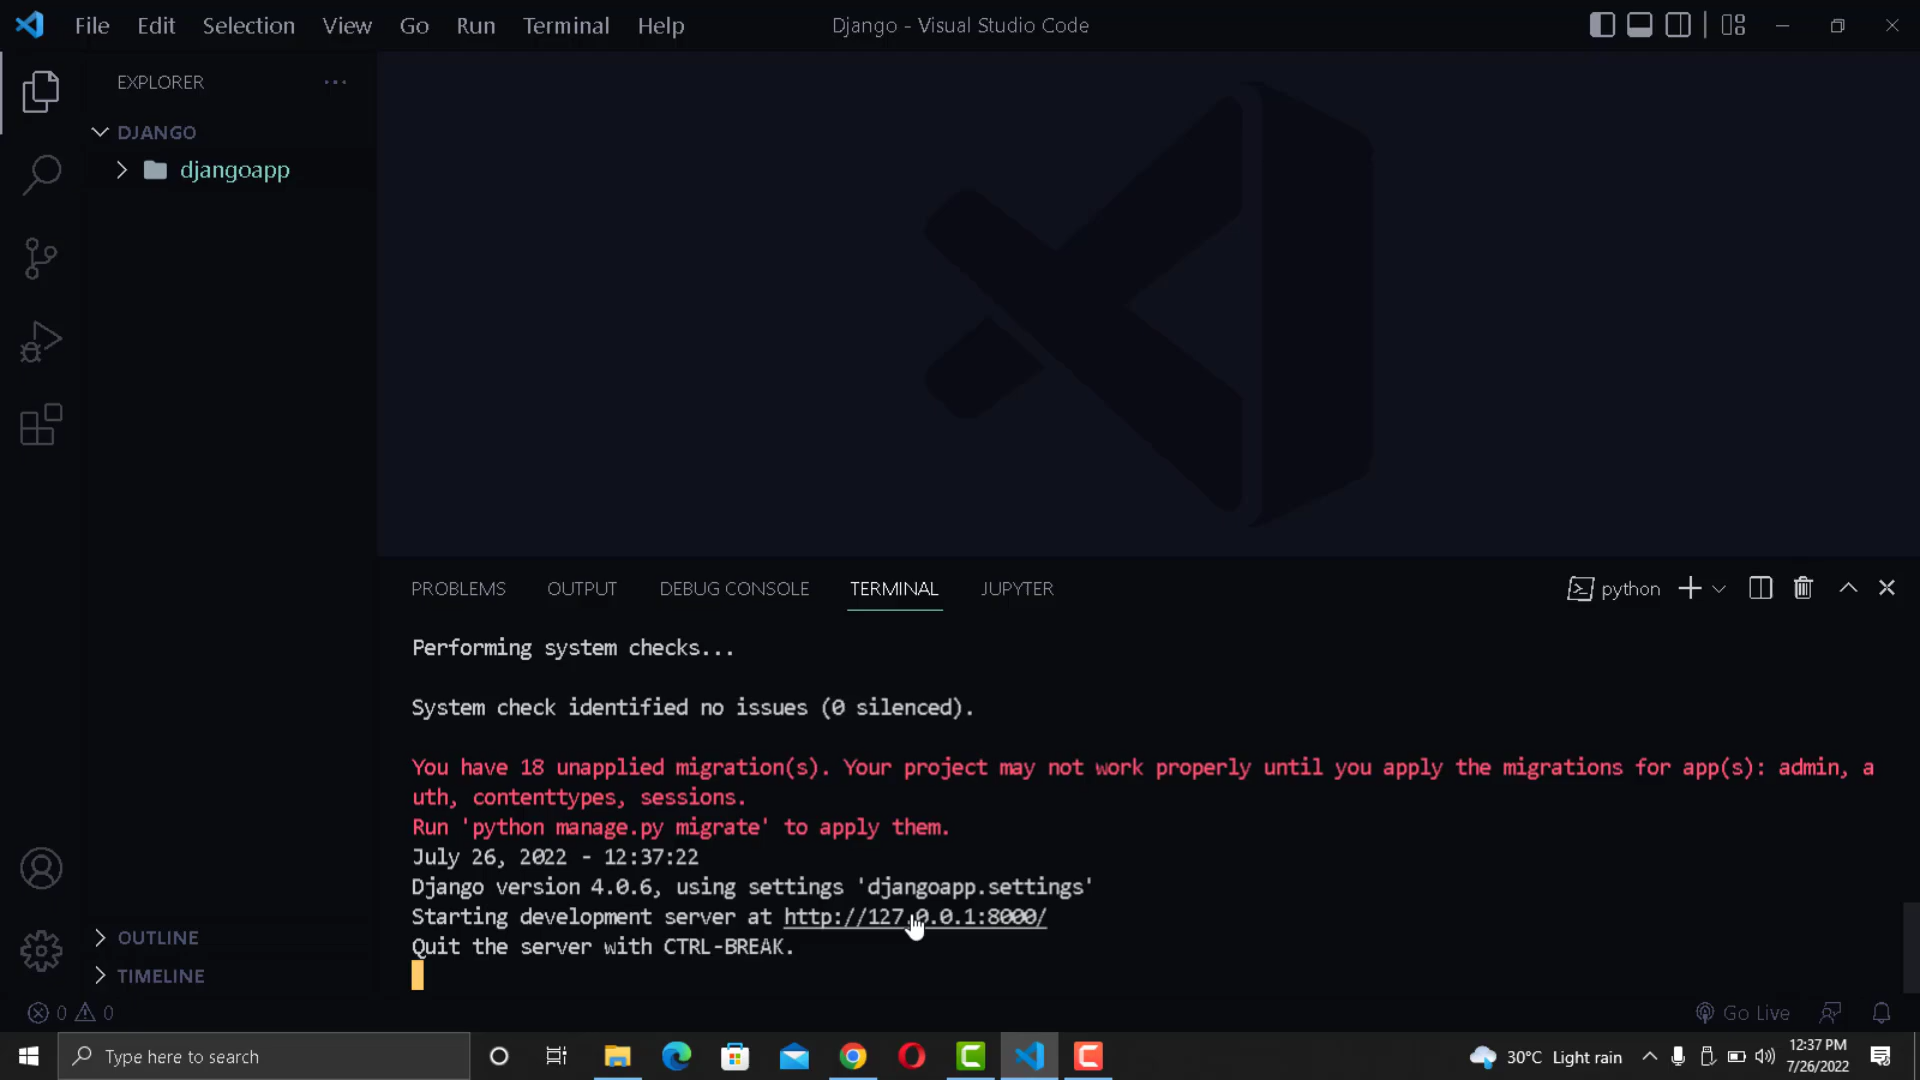 File Edit Selection View Go Run Terminal Help
Django - Visual Studio Code
EXPLORER
DJANGO
djangoapp
OUTLINE
TIMELINE
PROBLEMS OUTPUT DEBUG CONSOLE TERMINAL JUPYTER
python
Performing system checks...
System check identified no issues (0 silenced).
You have 18 unapplied migration(s). Your project may not work properly until you apply the migrations for app(s): admin, a
uth, contenttypes, sessions.
Run 'python manage.py migrate' to apply them.
July 26, 2022 - 12:37:22
Django version 4.0.6, using settings 'djangoapp.settings'
Starting development server at http://127.0.0.1:8000/
Quit the server with CTRL-BREAK.
0 0
Go Live
Type here to search
30°C Light rain
12:37 PM
7/26/2022